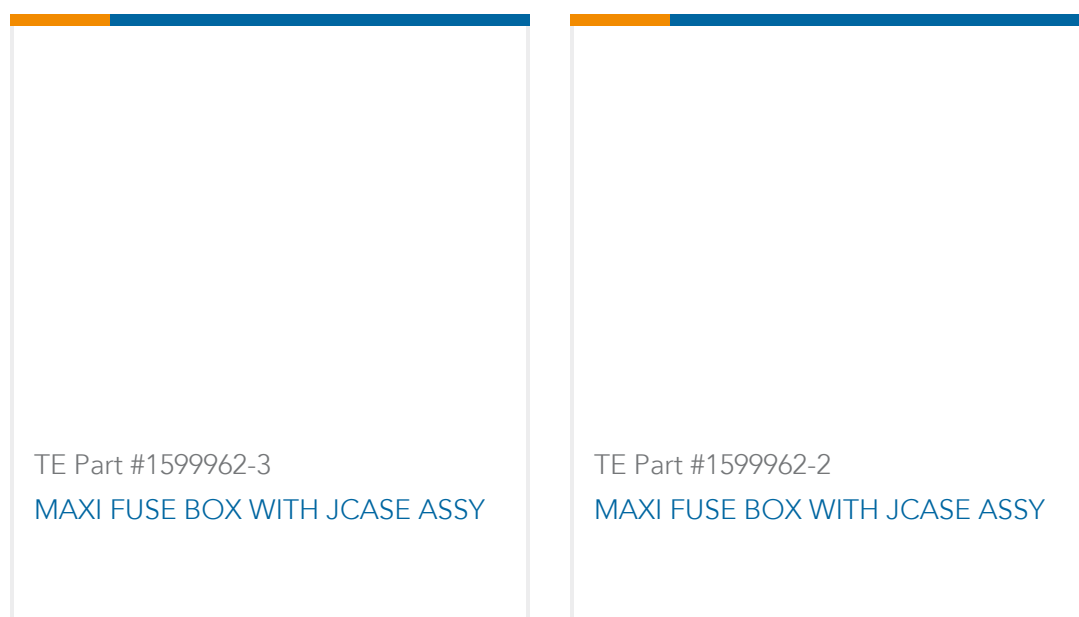 TE Part #1599962-3
MAXI FUSE BOX WITH JCASE ASSY
TE Part #1599962-2
MAXI FUSE BOX WITH JCASE ASSY